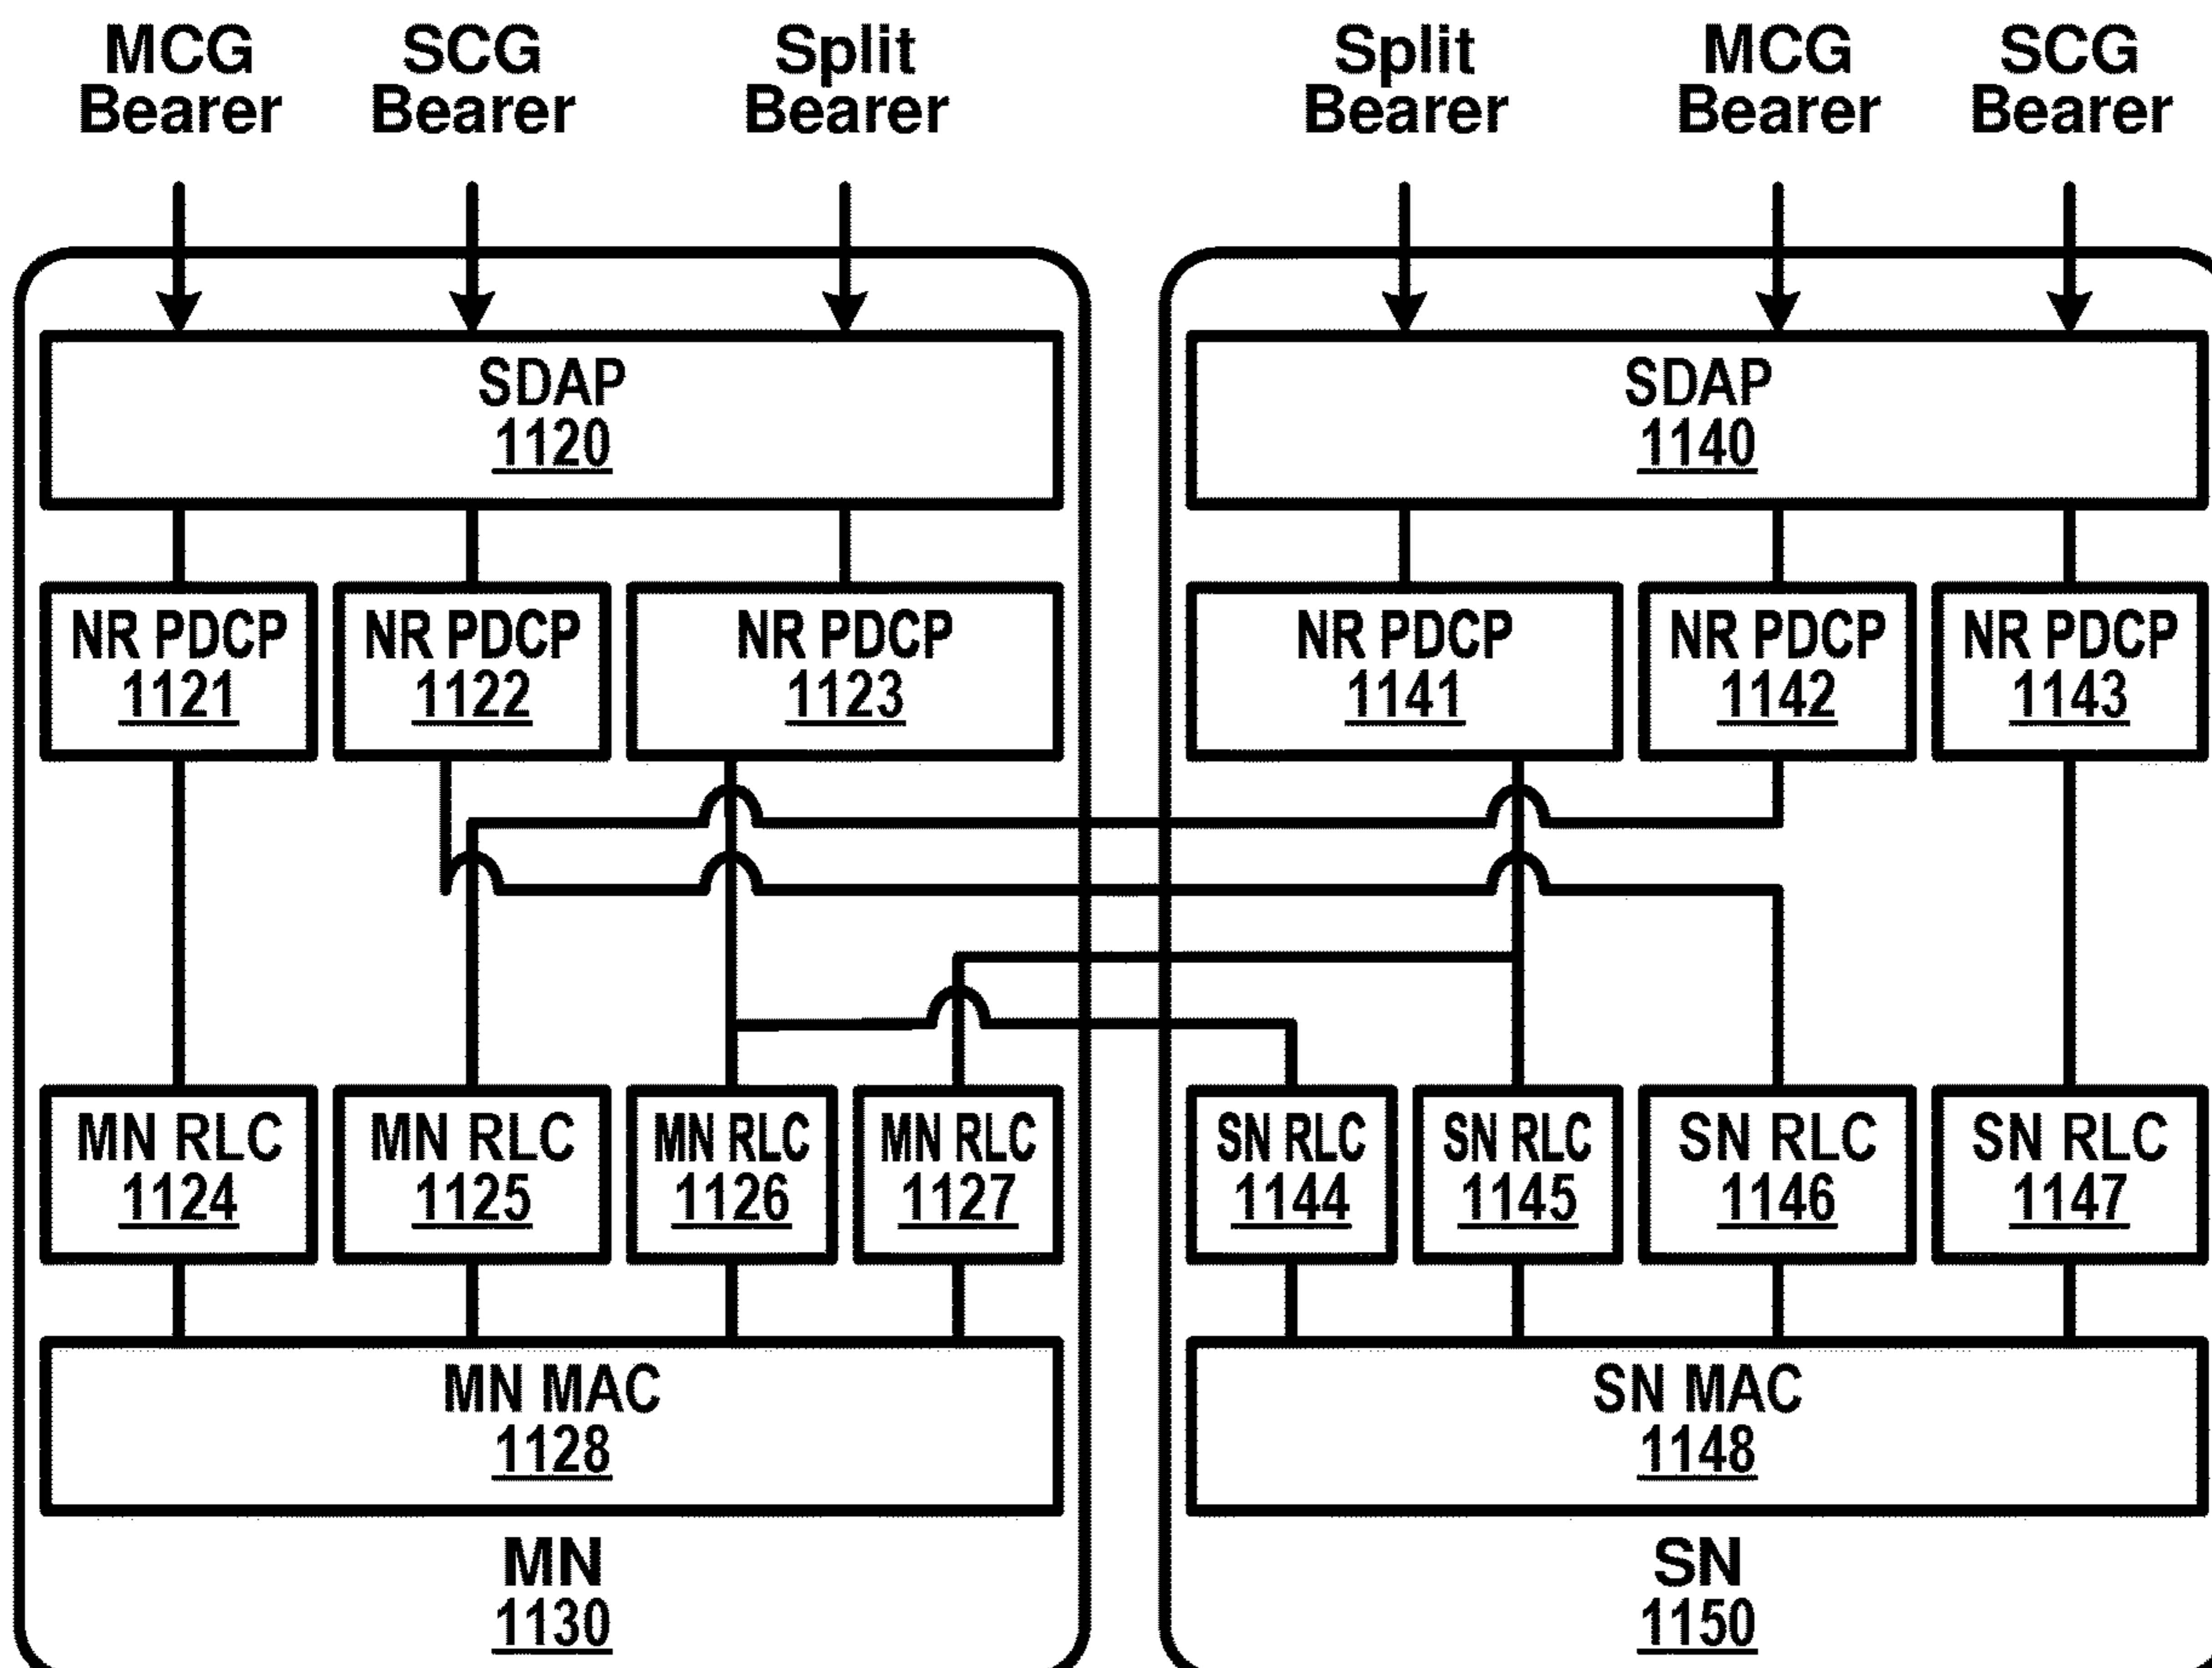 MCG
Bearer
SCG
Bearer
Split
Bearer
Split
Bearer
MCG
Bearer
SCG
Bearer
SDAP
1120
SDAP
1140
NR PDCP
1121
NR PDCP
1122
NR PDCP
1123
NR PDCP
1141
NR PDCP
1142
NR PDCP
1143
MN RLC
1124
MN RLC
1125
MN RLC
1126
MN RLC
1127
SN RLC
1144
SN RLC
1145
SN RLC
1146
SN RLC
1147
MN MAC
1128
SN MAC
1148
MN
1130
SN
1150